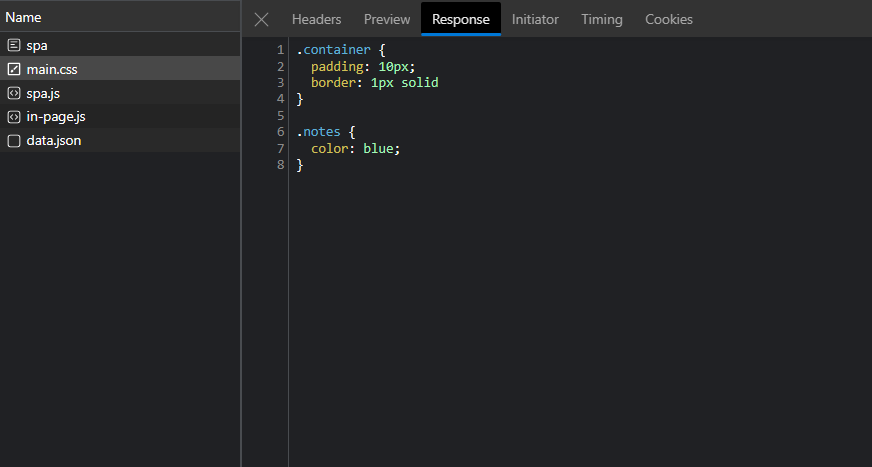 Name
spa
main.css
spa.js
in-page.js
data.json
Headers Preview Response Initiator Timing Cookies
1 .container {
2   padding: 10px;
3   border: 1px solid
4 }
5
6 .notes {
7   color: blue;
8 }